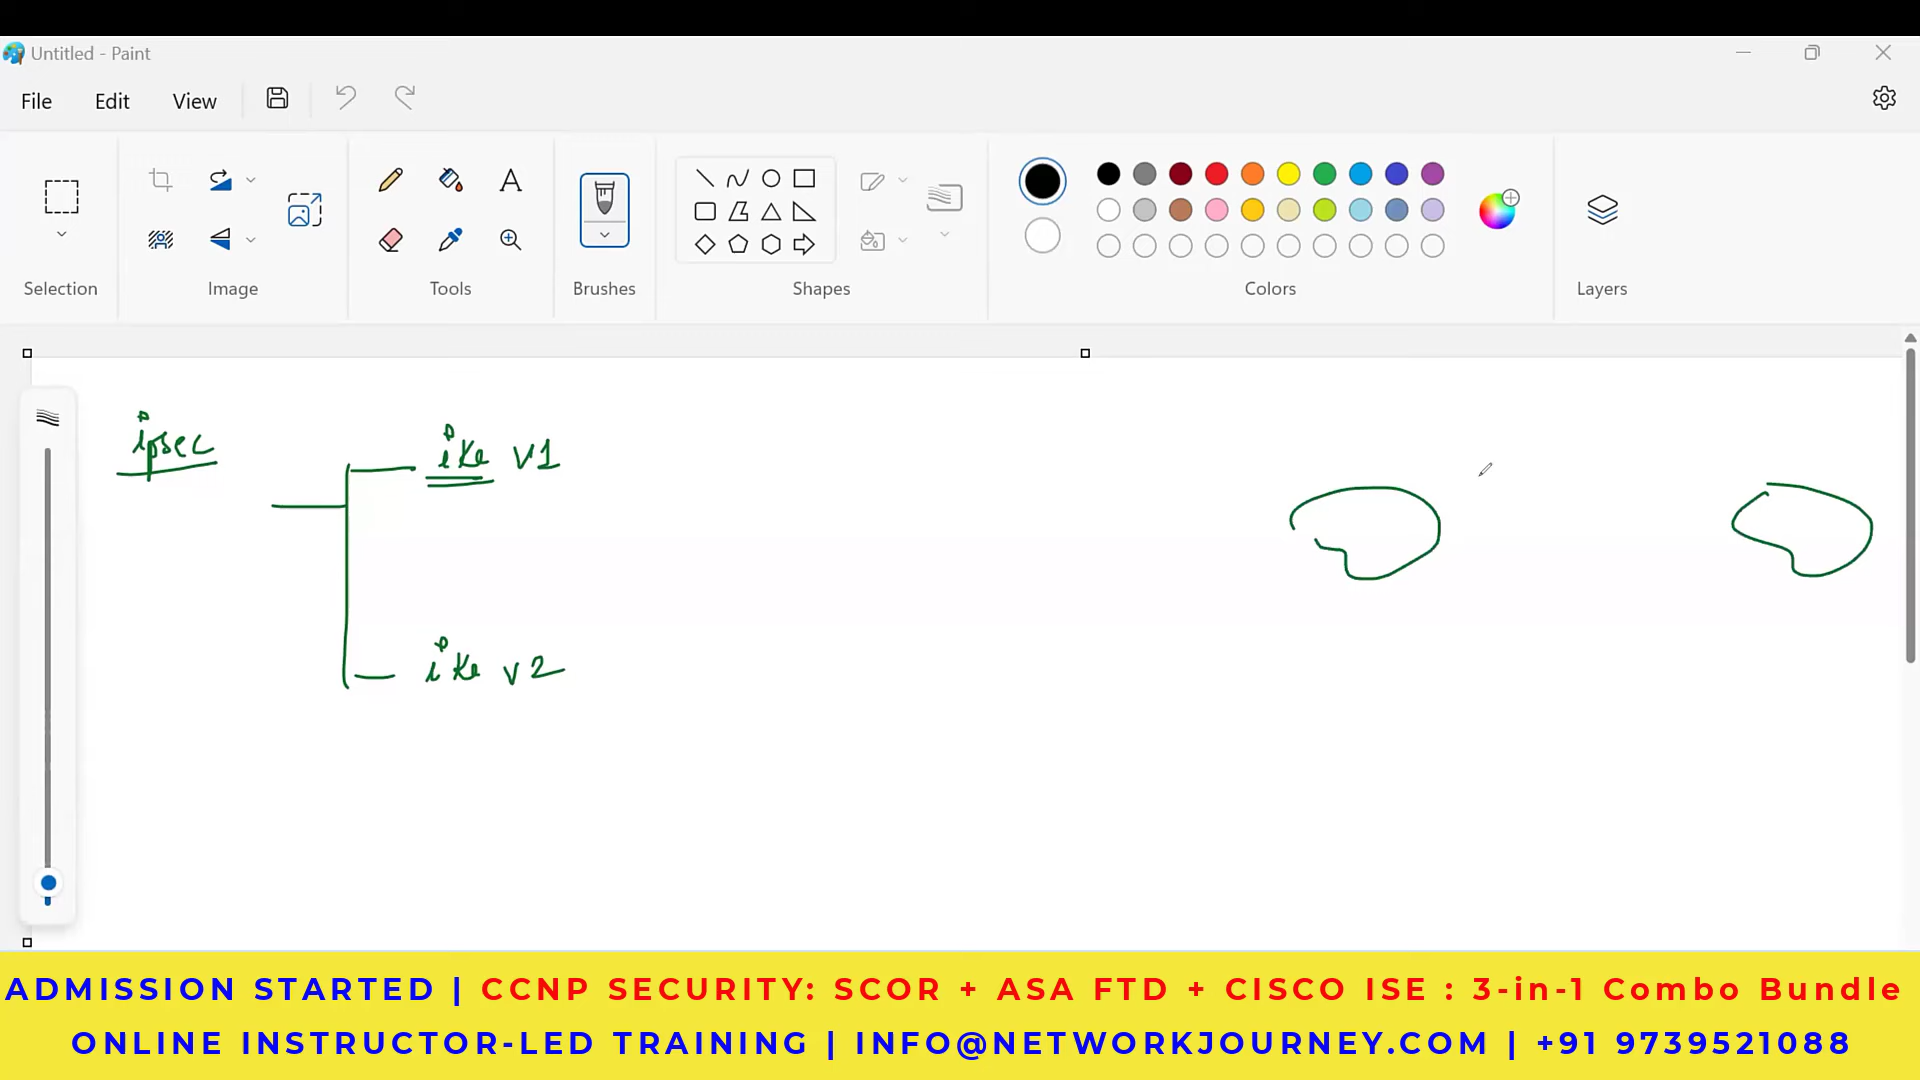 Untitled - Paint
File Edit View
Selection Image Tools Brushes Shapes Colors Layers
ipsec
ike v1
ike v2
ADMISSION STARTED | CCNP SECURITY: SCOR + ASA FTD + CISCO ISE : 3-in-1 Combo Bundle
ONLINE INSTRUCTOR-LED TRAINING | INFO@NETWORKJOURNEY.COM | +91 9739521088